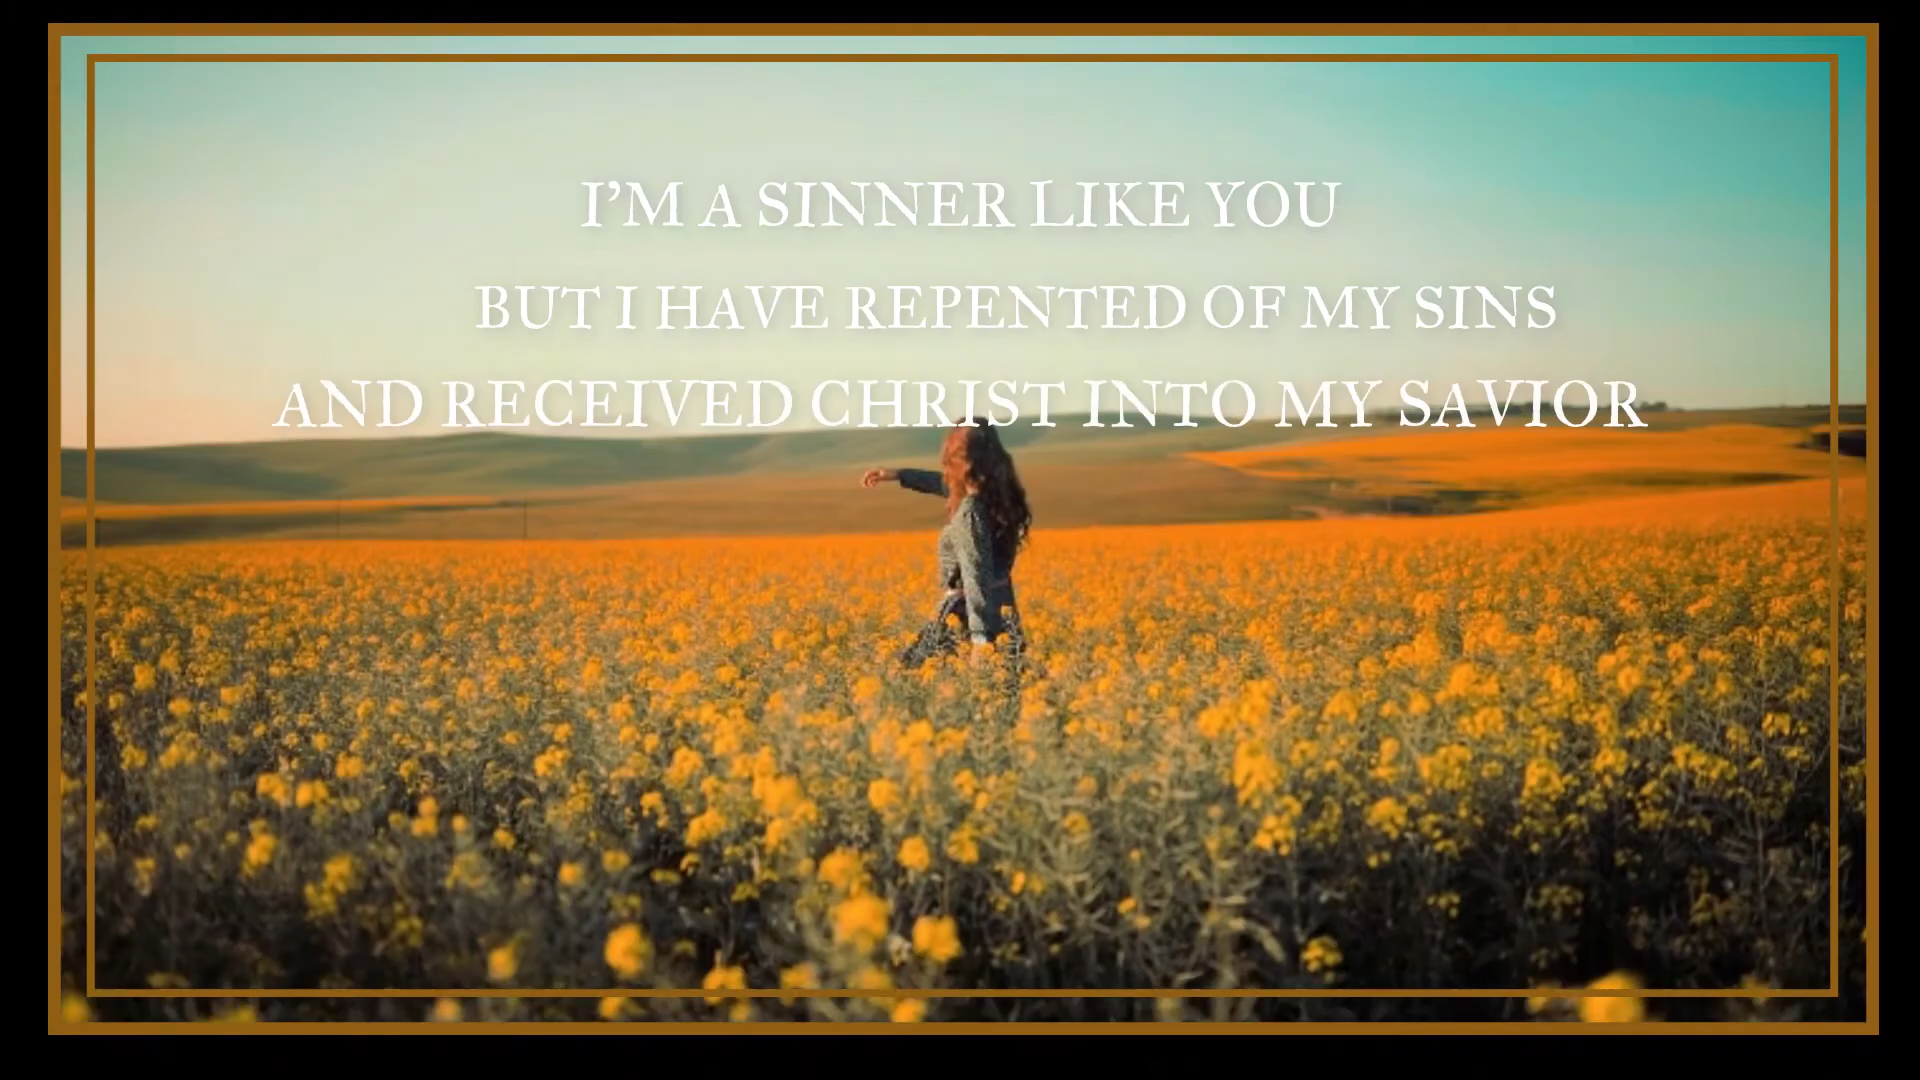 I'M A SINNER LIKE YOU
BUT I HAVE REPENTED OF MY SINS
AND RECEIVED CHRIST INTO MY SAVIOR